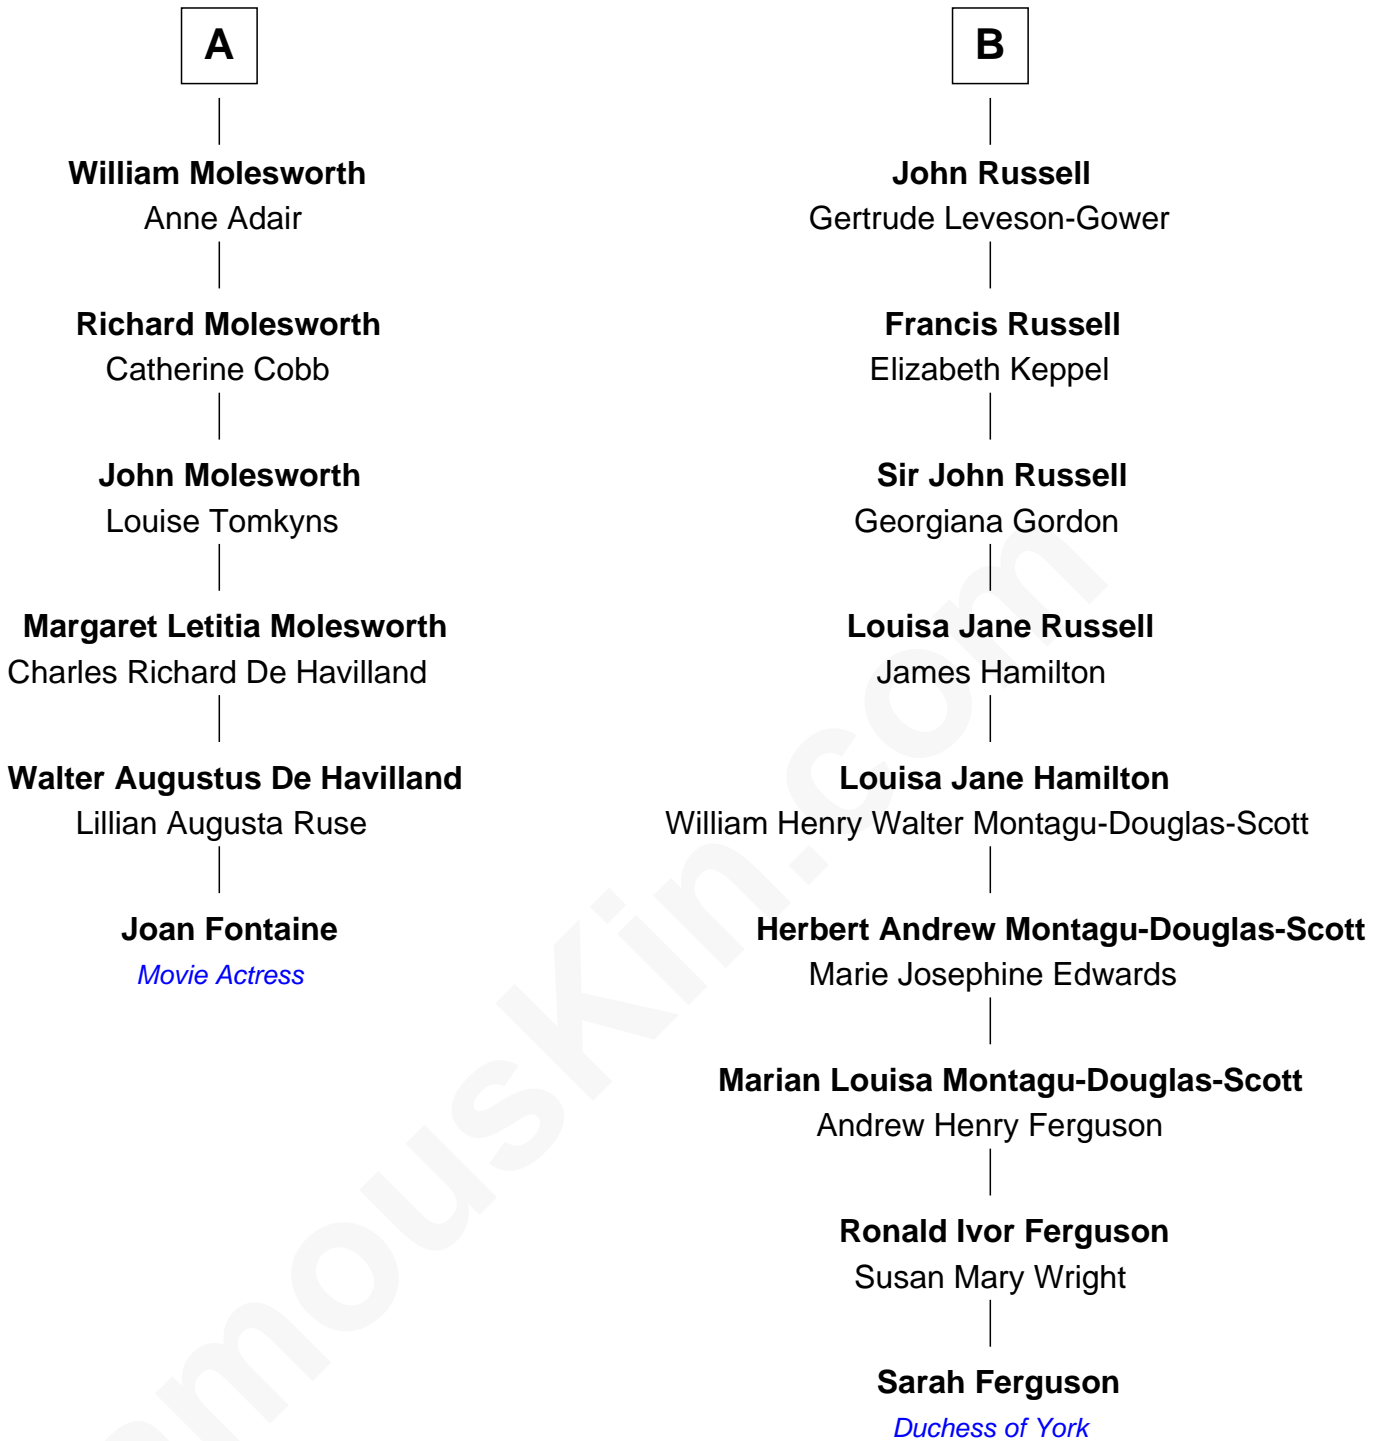 A
William Molesworth
Anne Adair
Richard Molesworth
Catherine Cobb
John Molesworth
Louise Tomkyns
Margaret Letitia Molesworth
Charles Richard De Havilland
Walter Augustus De Havilland
Lillian Augusta Ruse
Joan Fontaine
Movie Actress
B
John Russell
Gertrude Leveson-Gower
Francis Russell
Elizabeth Keppel
Sir John Russell
Georgiana Gordon
Louisa Jane Russell
James Hamilton
Louisa Jane Hamilton
William Henry Walter Montagu-Douglas-Scott
Herbert Andrew Montagu-Douglas-Scott
Marie Josephine Edwards
Marian Louisa Montagu-Douglas-Scott
Andrew Henry Ferguson
Ronald Ivor Ferguson
Susan Mary Wright
Sarah Ferguson
Duchess of York
amousKin.com